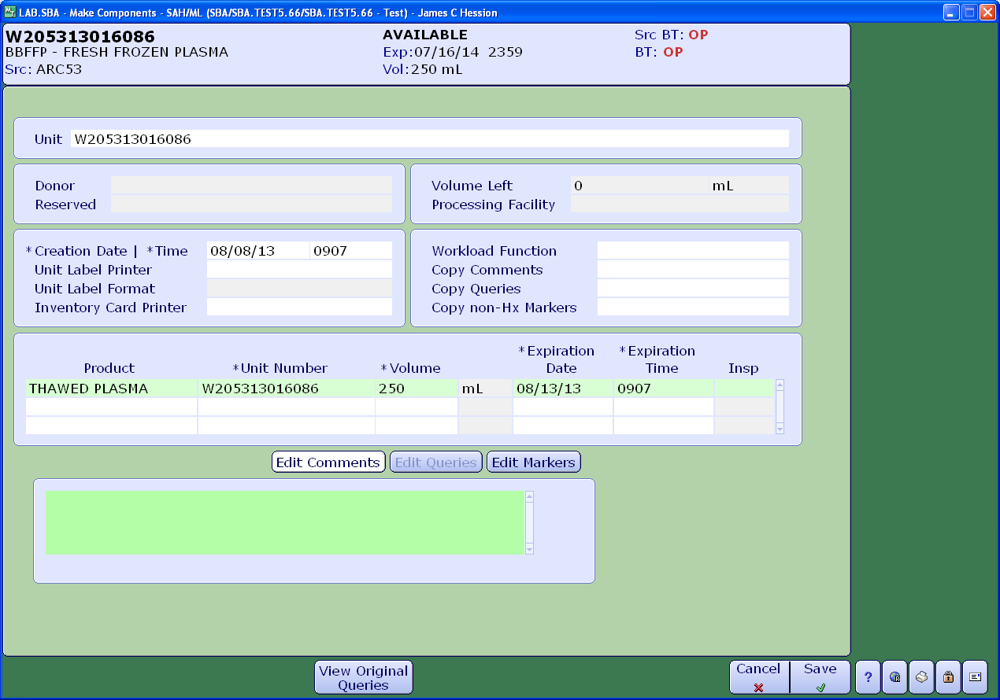 LAB.SBA - Make Components - SAH/ML (SBA/SBA.TEST5.66/SBA.TEST5.66 - Test) - James C Hession
W205313016086 AVAILABLE Src BT: OP
BBFFP - FRESH FROZEN PLASMA Exp:07/16/14 2359 BT: OP
Src: ARC53 Vol:250 mL
Unit W205313016086
Donor
Reserved
Volume Left 0 mL
Processing Facility
*Creation Date | *Time 08/08/13 0907
Unit Label Printer
Unit Label Format
Inventory Card Printer
Workload Function
Copy Comments
Copy Queries
Copy non-Hx Markers
*Expiration *Expiration
Product *Unit Number *Volume Date Time Insp
THAWED PLASMA W205313016086 250 mL 08/13/13 0907
Edit Comments Edit Queries Edit Markers
View Original
Queries
Cancel Save
?